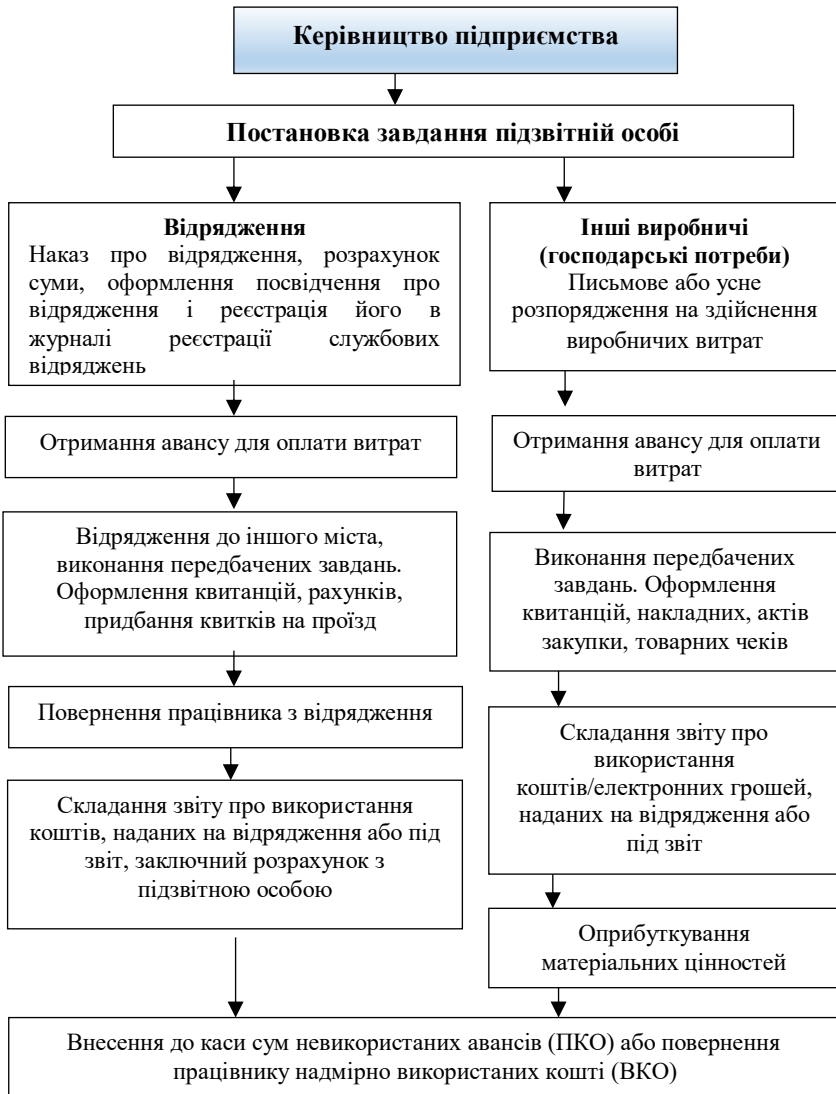 Керівництво підприємства
Постановка завдання підзвітній особі
Відрядження
Наказ про відрядження, розрахунок
суми, оформлення посвідчення про
відрядження і реєстрація його в
журналі реєстрації службових
відряджень
Отримання авансу для оплати витрат
Відрядження до іншого міста,
виконання передбачених завдань.
Оформлення квитанцій, рахунків,
придбання квитків на проїзд
Повернення працівника з відрядження
Складання звіту про використання
коштів, наданих на відрядження або під
звіт, заключний розрахунок з
підзвітною особою
Інші виробничі
(господарські потреби)
Письмове або усне
розпорядження на здійснення
виробничих витрат
Отримання авансу для оплати
витрат
Виконання передбачених
завдань. Оформлення
квитанцій, накладних, актів
закупки, товарних чеків
Складання звіту про
використання
коштів/електронних грошей,
наданих на відрядження або
під звіт
Оприбуткування
матеріальних цінностей
Внесення до каси сум невикористаних авансів (ПКО) або повернення
працівнику надмірно використаних кошті (ВКО)